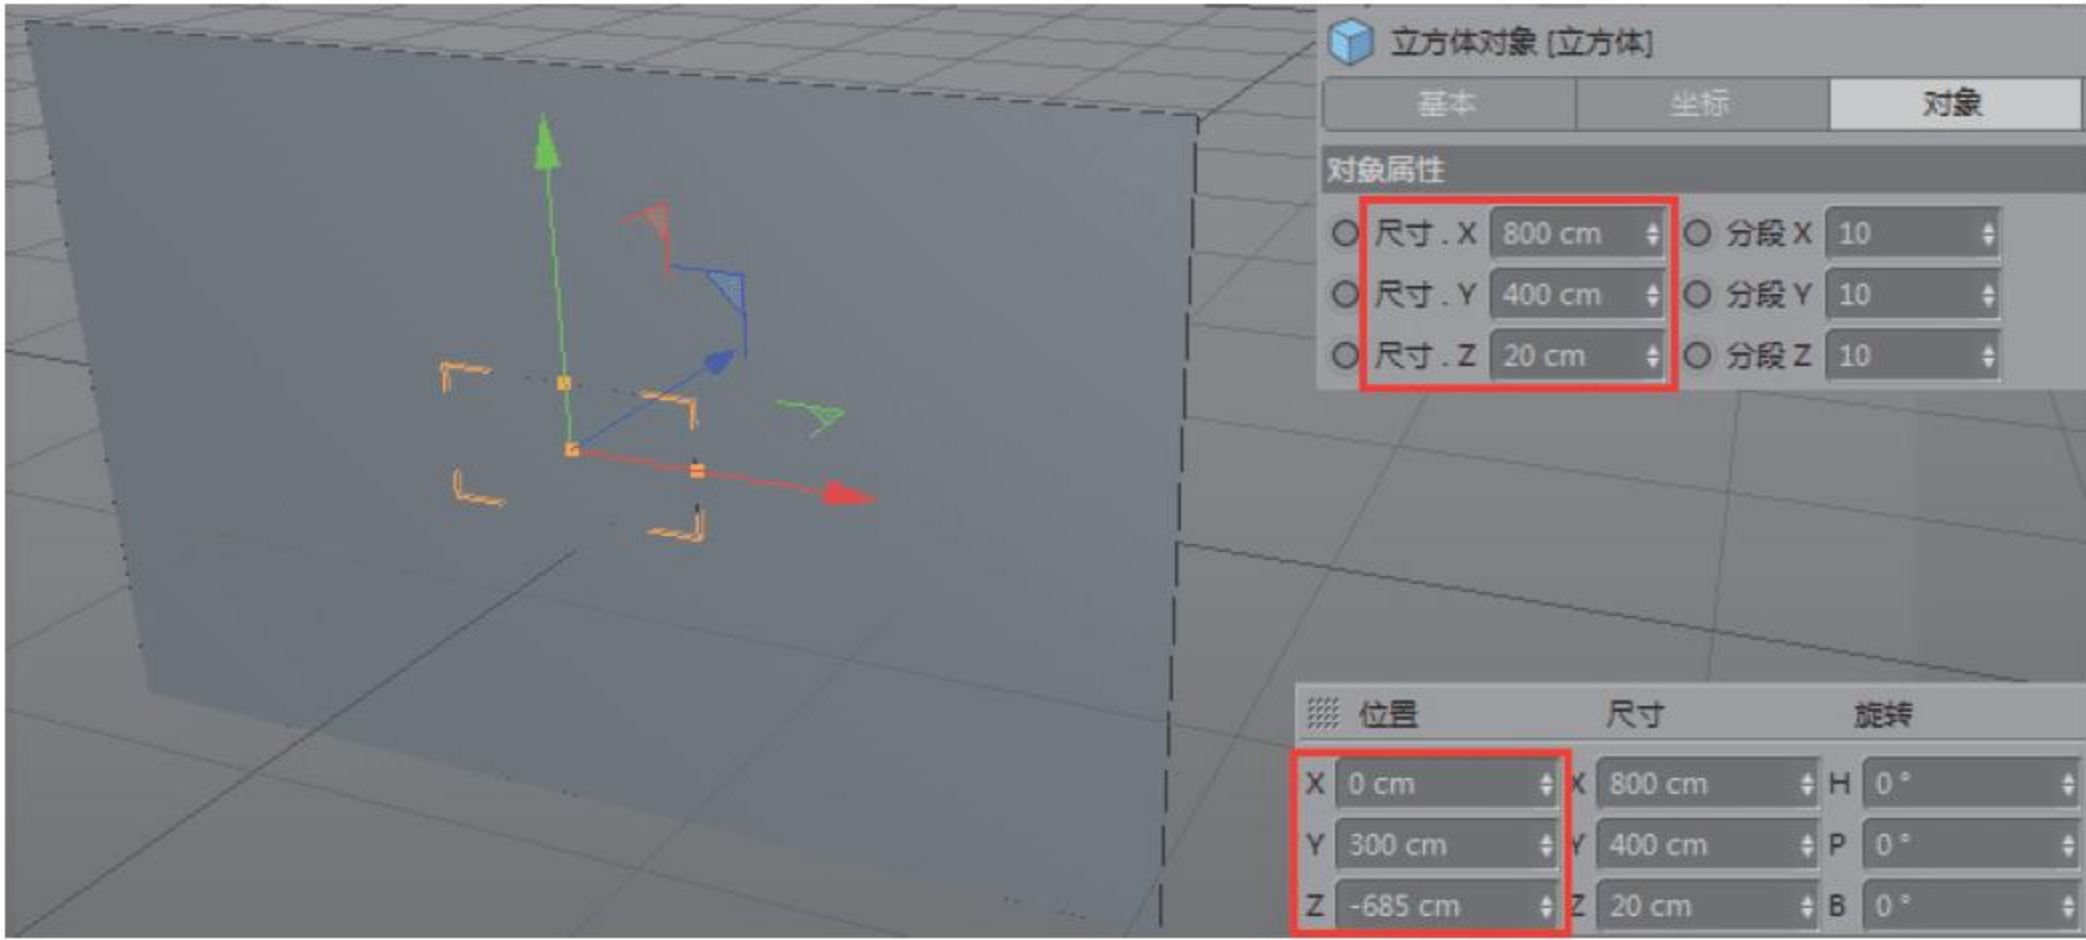 立方体对象 [立方体]
基本 坐标 对象
对象属性
尺寸 . X 800 cm 分段 X 10
尺寸 . Y 400 cm 分段 Y 10
尺寸 . Z 20 cm 分段 Z 10
位置 尺寸 旋转
X 0 cm X 800 cm H 0 °
Y 300 cm Y 400 cm P 0 °
Z -685 cm Z 20 cm B 0 °